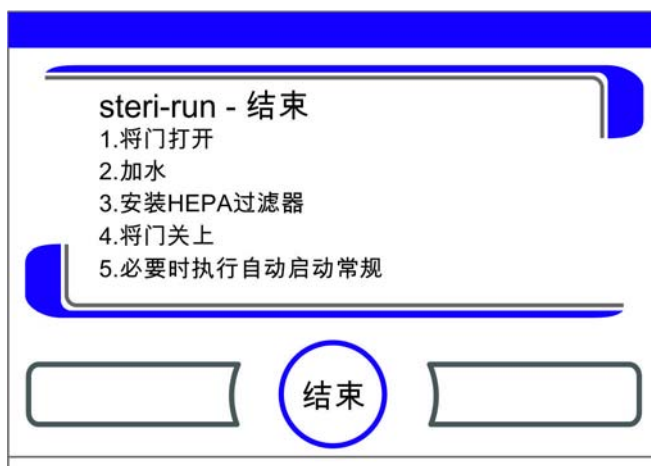 steri-run - 结束
1.将门打开
2.加水
3.安装HEPA过滤器
4.将门关上
5.必要时执行自动启动常规
结束